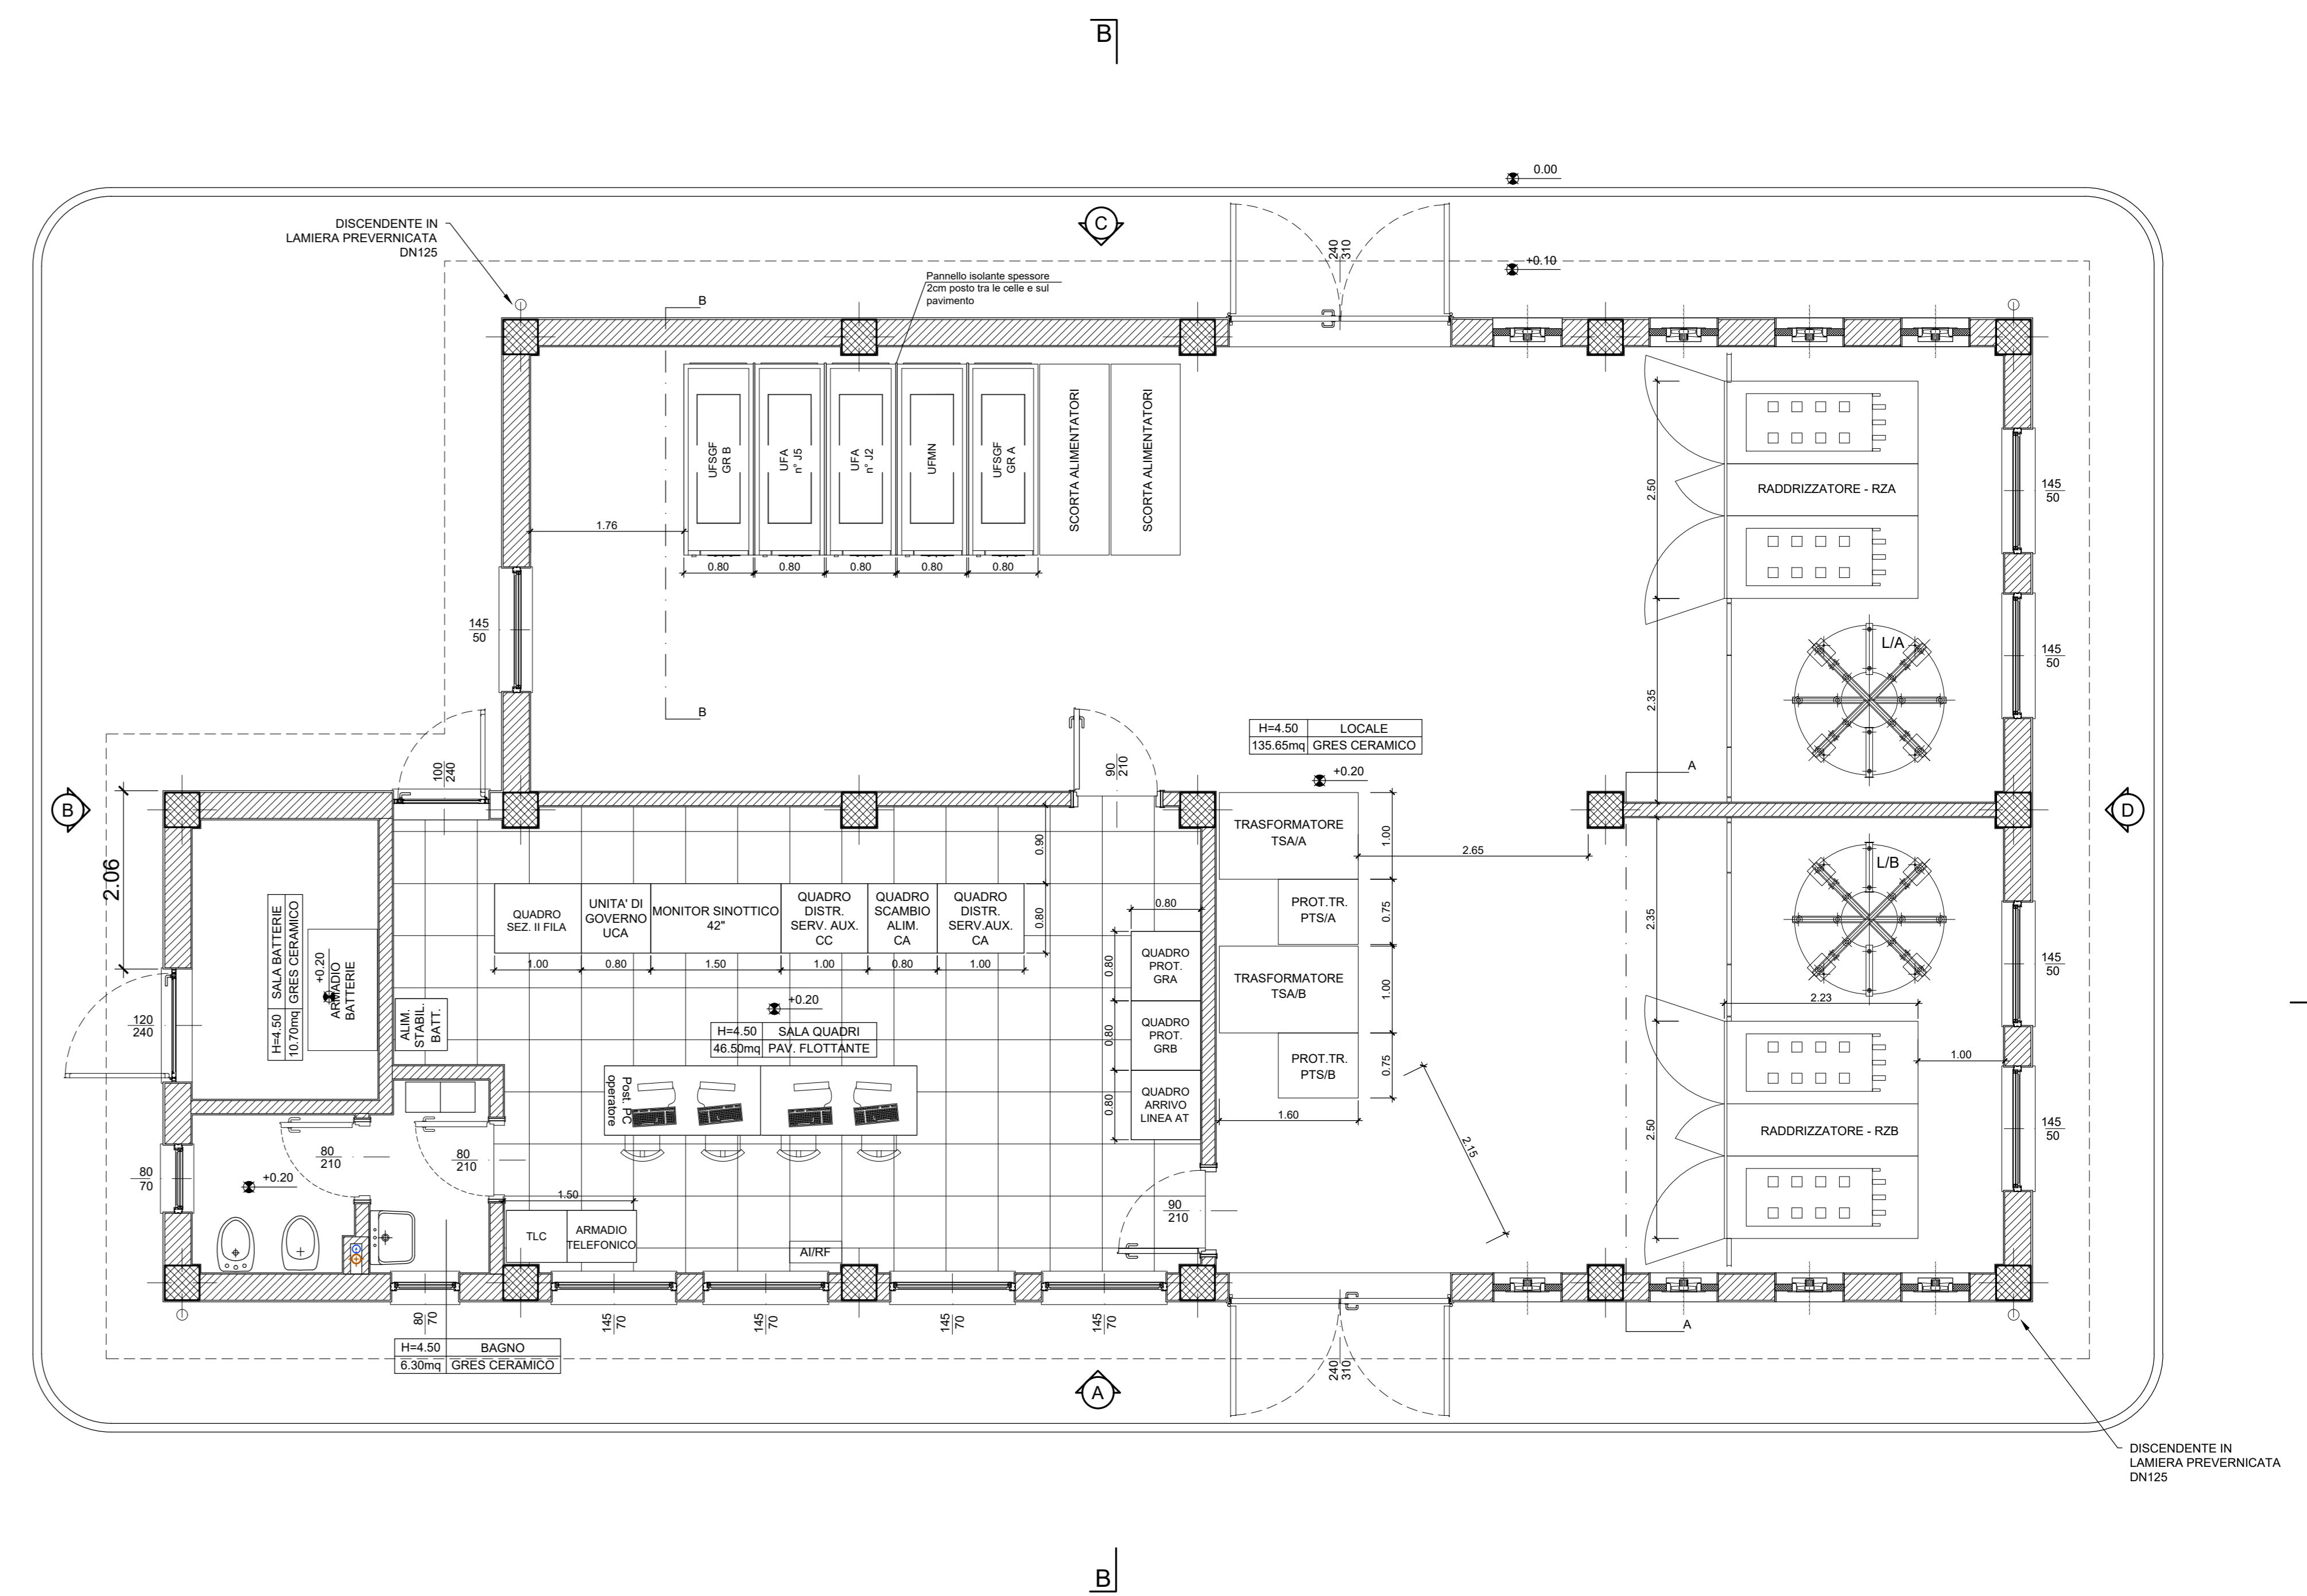 B
0.00
DISCENDENTE IN
LAMIERA PREVERNICATA
DN125
C
240
310
+0.10
Pannello isolante spessore
2cm posto tra le celle e sul
pavimento
B
UFSGF
GR B
UFA
n° J5
UFA
n° J2
UFMN
UFSGF
GR A
SCORTA ALIMENTATORI
SCORTA ALIMENTATORI
1.76
0.80
0.80
0.80
0.80
0.80
2.50
RADDRIZZATORE - RZA
145
50
145
50
L/A
145
50
2.35
B
100
240
90
210
H=4.50
LOCALE
135.65mq
GRES CERAMICO
+0.20
A
B
D
2.06
TRASFORMATORE
TSA/A
1.00
2.65
0.90
L/B
H=4.50
SALA BATTERIE
10.70mq
GRES CERAMICO
+0.20
ARMADIO
BATTERIE
QUADRO
SEZ. II FILA
UNITA' DI
GOVERNO
UCA
MONITOR SINOTTICO
42"
QUADRO
DISTR.
SERV. AUX.
CC
QUADRO
SCAMBIO
ALIM.
CA
QUADRO
DISTR.
SERV.AUX.
CA
0.80
0.80
PROT.TR.
PTS/A
0.75
2.35
1.00
0.80
1.50
1.00
0.80
1.00
QUADRO
PROT.
GRA
0.80
TRASFORMATORE
TSA/B
1.00
145
50
2.23
120
240
ALIM.
STABIL.
BATT.
+0.20
H=4.50
SALA QUADRI
46.50mq
PAV. FLOTTANTE
QUADRO
PROT.
GRB
0.80
PROT.TR.
PTS/B
0.75
1.00
Post. PC
operatore
QUADRO
ARRIVO
LINEA AT
0.80
1.60
2.15
2.50
RADDRIZZATORE - RZB
145
50
80
70
80
210
80
210
+0.20
1.50
90
210
TLC
ARMADIO
TELEFONICO
AI/RF
80
70
145
70
145
70
145
70
145
70
H=4.50
BAGNO
6.30mq
GRES CERAMICO
240
310
A
A
DISCENDENTE IN
LAMIERA PREVERNICATA
DN125
B